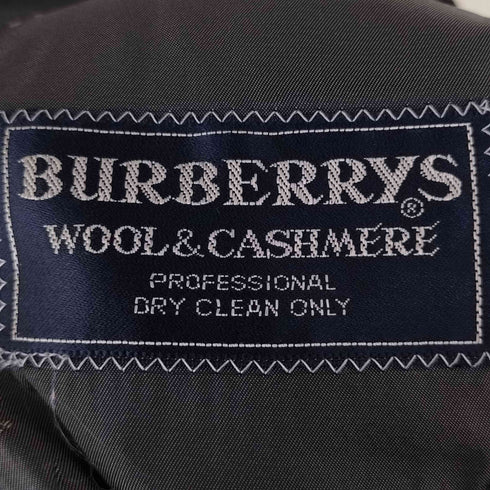 BURBERRYS
®
WOOL & CASHMERE
PROFESSIONAL
DRY CLEAN ONLY